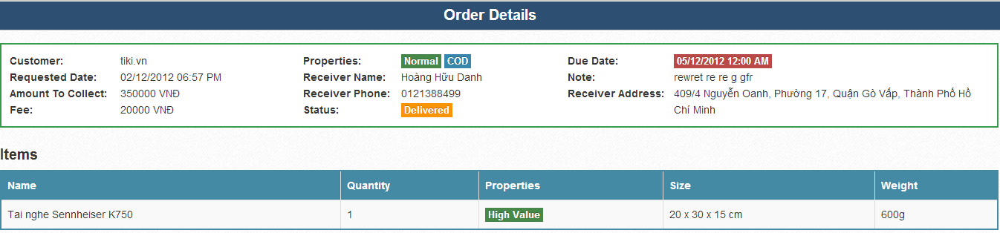 Order Details
Customer: tiki.vn Properties: Normal COD Due Date: 05/12/2012 12:00 AM
Requested Date: 02/12/2012 06:57 PM Receiver Name: Hoàng Hữu Danh Note: rewret re re g gfr
Amount To Collect: 350000 VNĐ Receiver Phone: 0121388499 Receiver Address: 409/4 Nguyễn Oanh, Phường 17, Quận Gò Vấp, Thành Phố Hồ
Fee: 20000 VNĐ Status: Delivered Chí Minh
Items
Name Quantity Properties Size Weight
Tai nghe Sennheiser K750 1 High Value 20 x 30 x 15 cm 600g